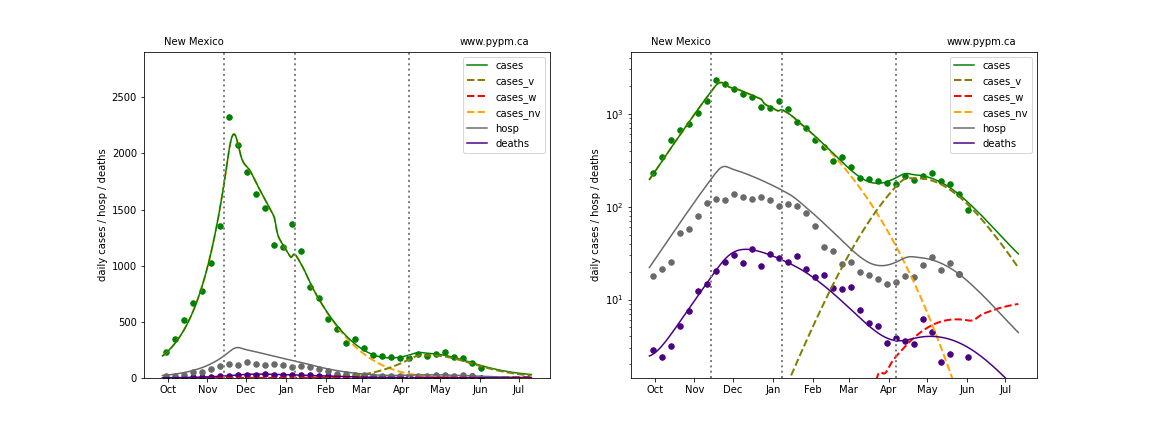 New Mexico www.pypm.ca
daily cases / hosp / deaths
2500
2000
1500
1000
500
0
Oct Nov Dec Jan Feb Mar Apr May Jun Jul
cases
cases_v
cases_w
cases_nv
hosp
deaths
New Mexico www.pypm.ca
daily cases / hosp / deaths
10³
10²
10¹
Oct Nov Dec Jan Feb Mar Apr May Jun Jul
cases
cases_v
cases_w
cases_nv
hosp
deaths